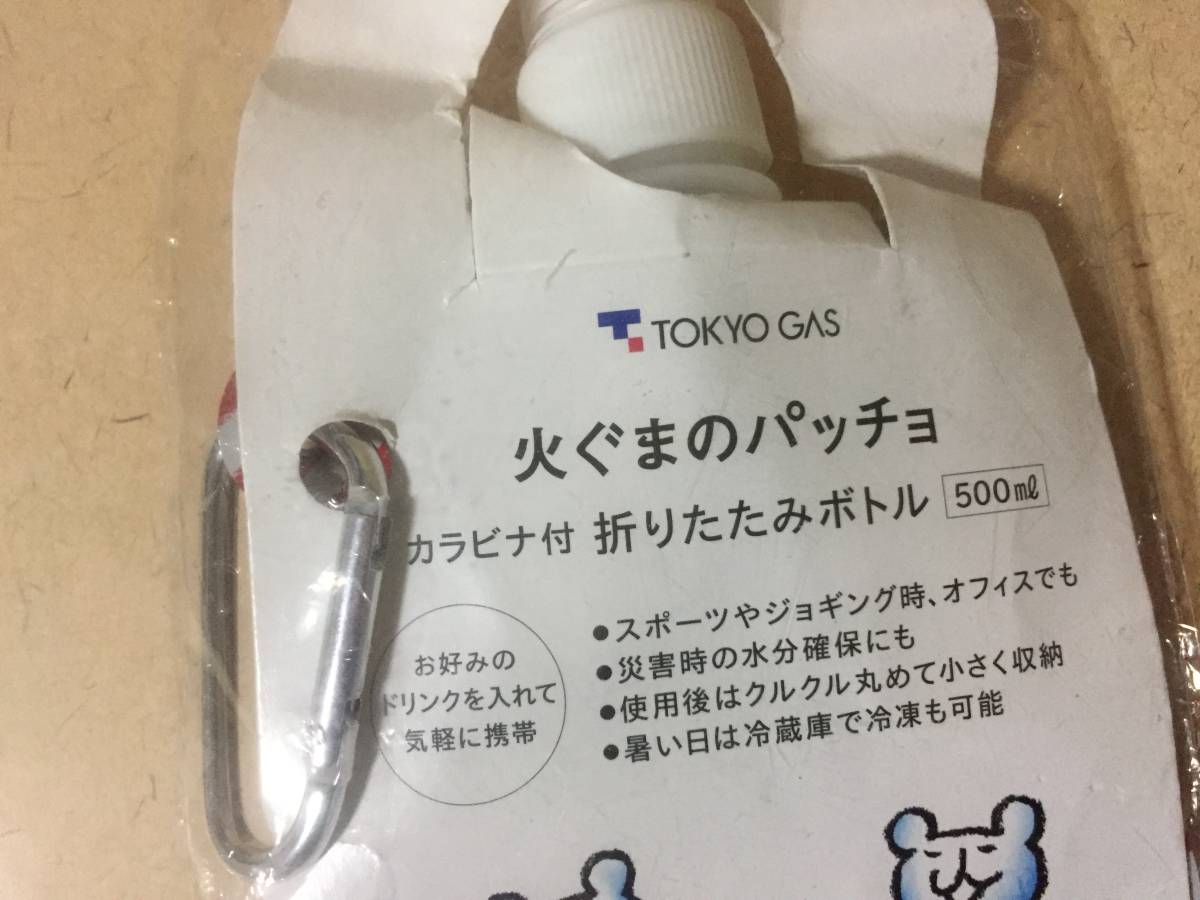 TOKYO GAS
火ぐまのパッチョ
カラビナ付 折りたたみボトル 500㎖
お好みの
ドリンクを入れて
気軽に携帯
●スポーツやジョギング時、オフィスでも
●災害時の水分確保にも
●使用後はクルクル丸めて小さく収納
●暑い日は冷蔵庫で冷凍も可能